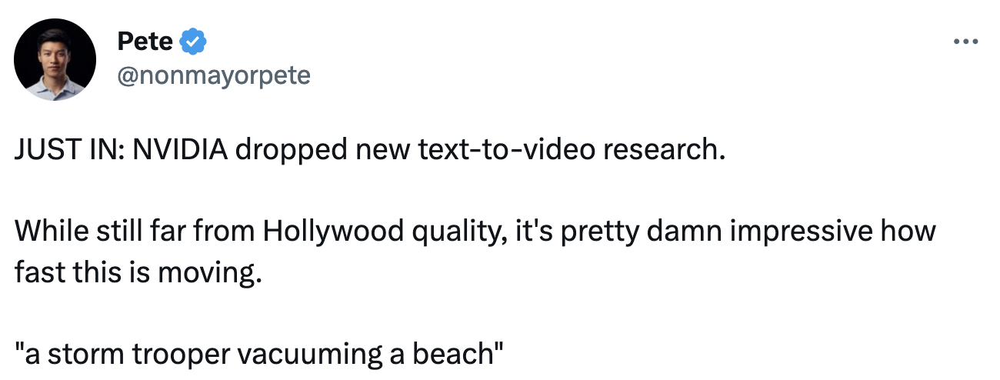 Pete
@nonmayorpete
JUST IN: NVIDIA dropped new text-to-video research.
While still far from Hollywood quality, it's pretty damn impressive how
fast this is moving.
"a storm trooper vacuuming a beach"